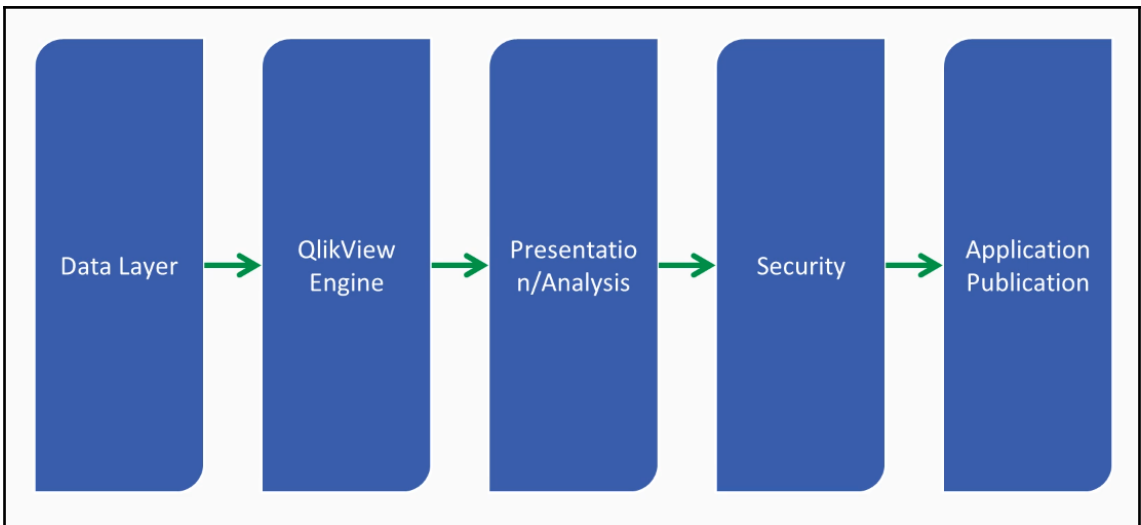 Data Layer
QlikView
Engine
Presentatio
n/Analysis
Security
Application
Publication